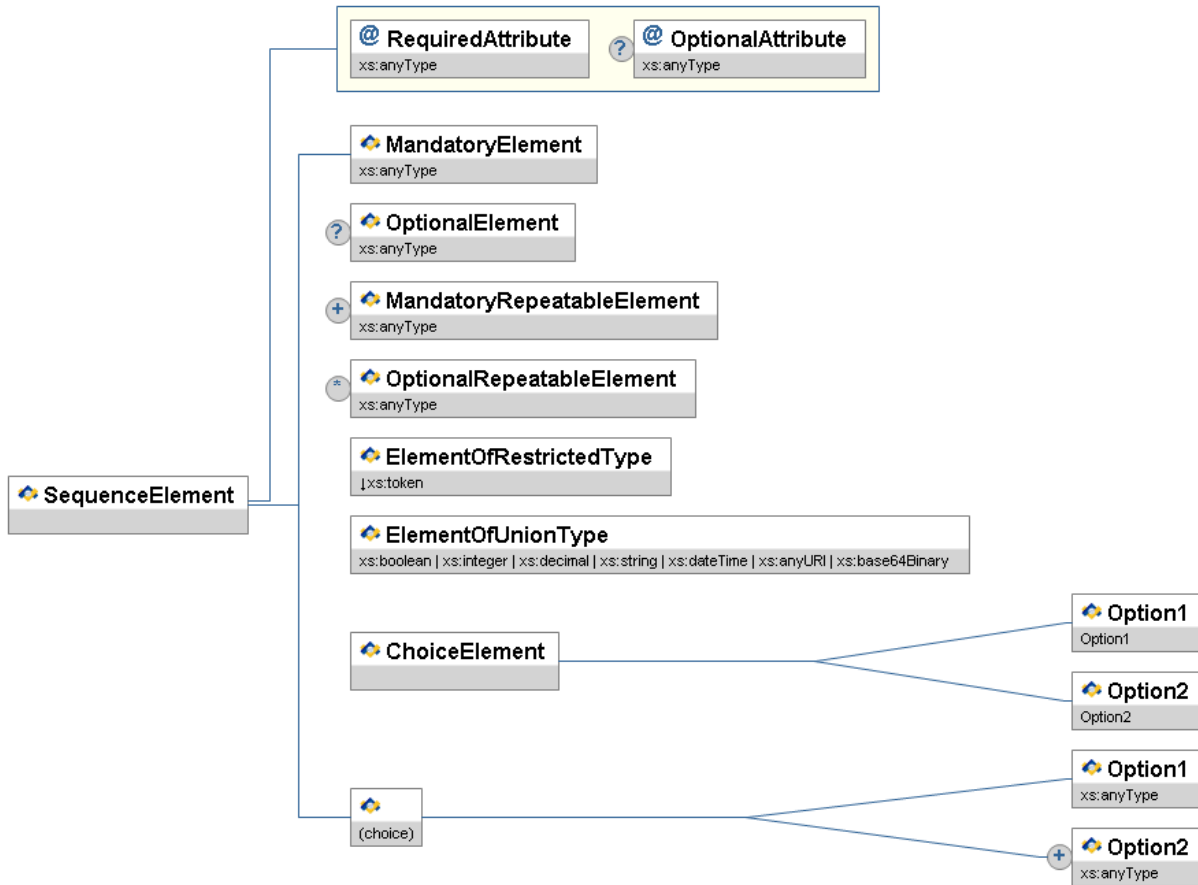 @ RequiredAttribute
xs:anyType
? @ OptionalAttribute
xs:anyType
MandatoryElement
xs:anyType
? OptionalElement
xs:anyType
+ MandatoryRepeatableElement
xs:anyType
* OptionalRepeatableElement
xs:anyType
ElementOfRestrictedType
↓xs:token
SequenceElement
ElementOfUnionType
xs:boolean | xs:integer | xs:decimal | xs:string | xs:dateTime | xs:anyURI | xs:base64Binary
ChoiceElement
Option1
Option1
Option2
Option2
(choice)
Option1
xs:anyType
+ Option2
xs:anyType